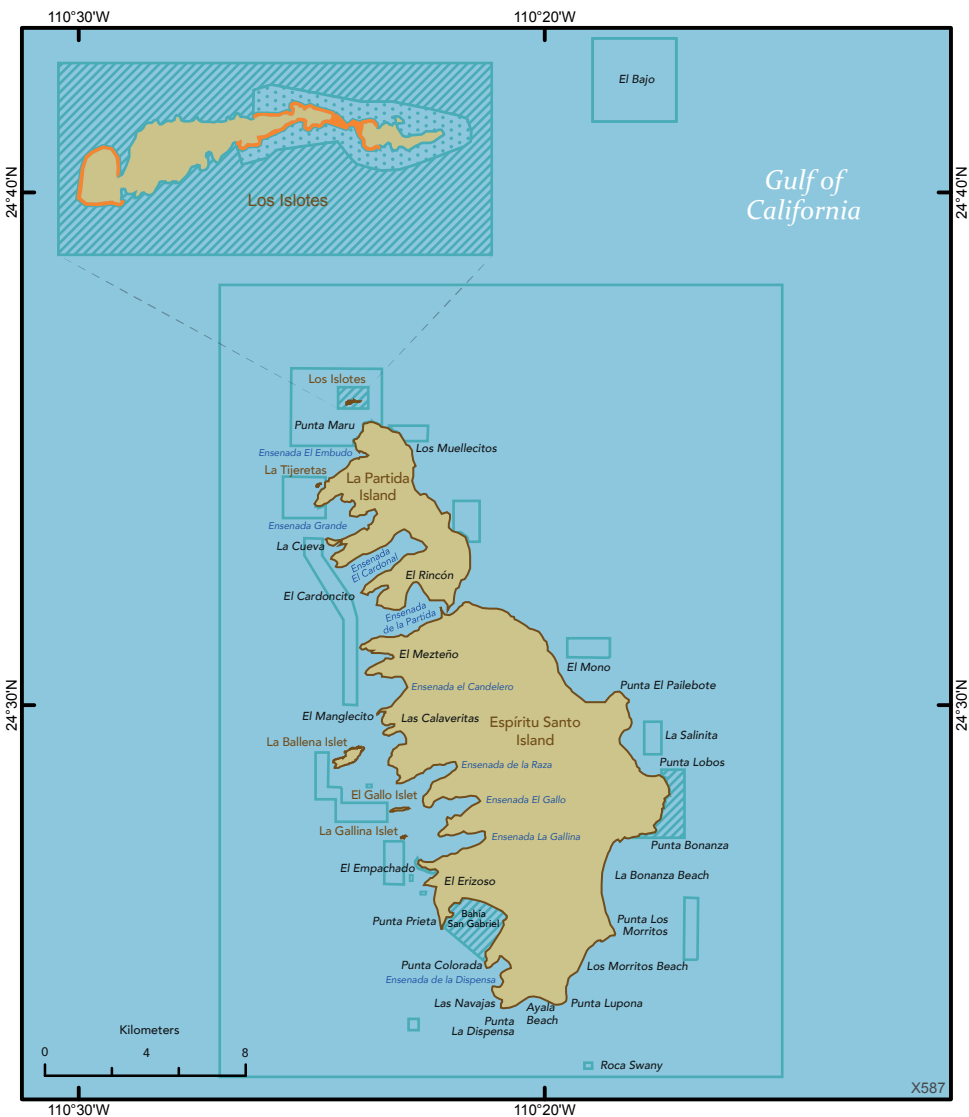 110°30'W
110°20'W
El Bajo
24°40'N
24°40'N
Gulf of
California
Los Islotes
Los Islotes
Punta Maru
Los Muellecitos
Ensenada El Embudo
La Tijeretas
La Partida
Island
Ensenada Grande
La Cueva
Ensenada
El Cardonal
El Rincón
El Cardoncito
Ensenada
de la Partida
El Mezteño
El Mono
Ensenada el Candelero
Punta El Pailebote
24°30'N
24°30'N
El Manglecito
Las Calaveritas
Espíritu Santo
Island
La Salinita
La Ballena Islet
Ensenada de la Raza
Punta Lobos
El Gallo Islet
Ensenada El Gallo
La Gallina Islet
Ensenada La Gallina
Punta Bonanza
El Empachado
La Bonanza Beach
El Erizoso
Punta Prieta
Bahía
San Gabriel
Punta Los
Morritos
Punta Colorada
Los Morritos Beach
Ensenada de la Dispensa
Las Navajas
Ayala
Beach
Punta Lupona
Punta
La Dispensa
Kilometers
0
4
8
Roca Swany
X587
110°30'W
110°20'W